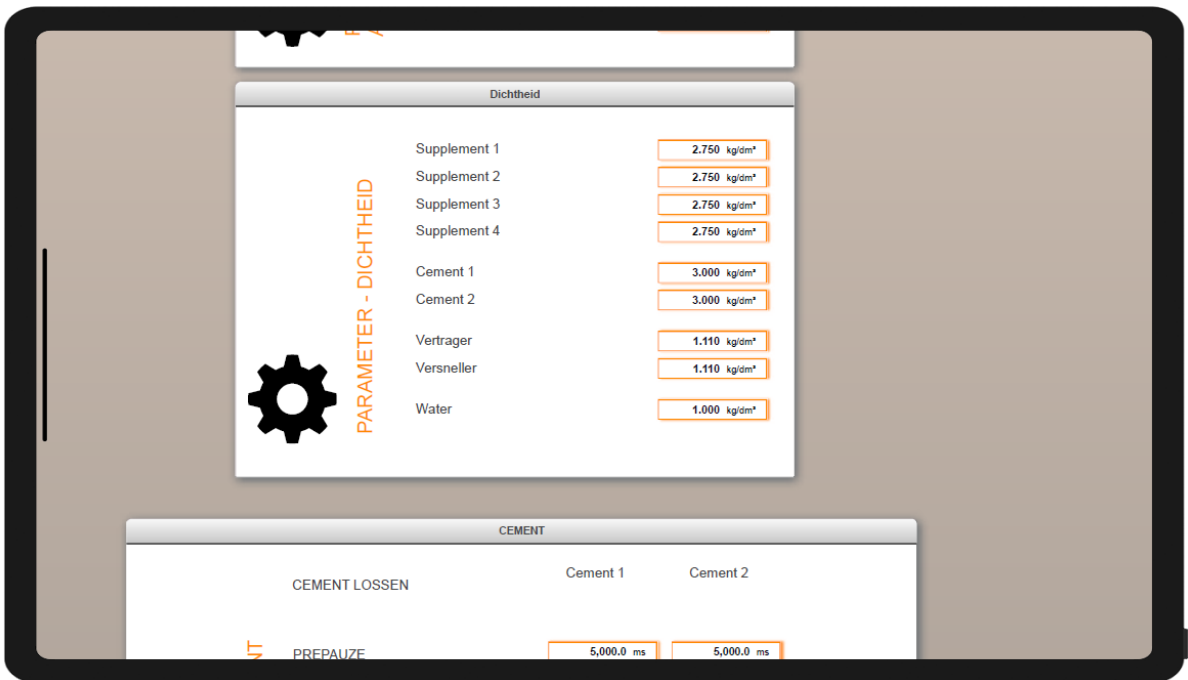 Dichtheid
PARAMETER - DICHTHEID
Supplement 1 2.750 kg/dm³
Supplement 2 2.750 kg/dm³
Supplement 3 2.750 kg/dm³
Supplement 4 2.750 kg/dm³
Cement 1 3.000 kg/dm³
Cement 2 3.000 kg/dm³
Vertrager 1.110 kg/dm³
Versneller 1.110 kg/dm³
Water 1.000 kg/dm³
CEMENT
Cement 1 Cement 2
CEMENT LOSSEN
PREPAUZE 5,000.0 ms 5,000.0 ms